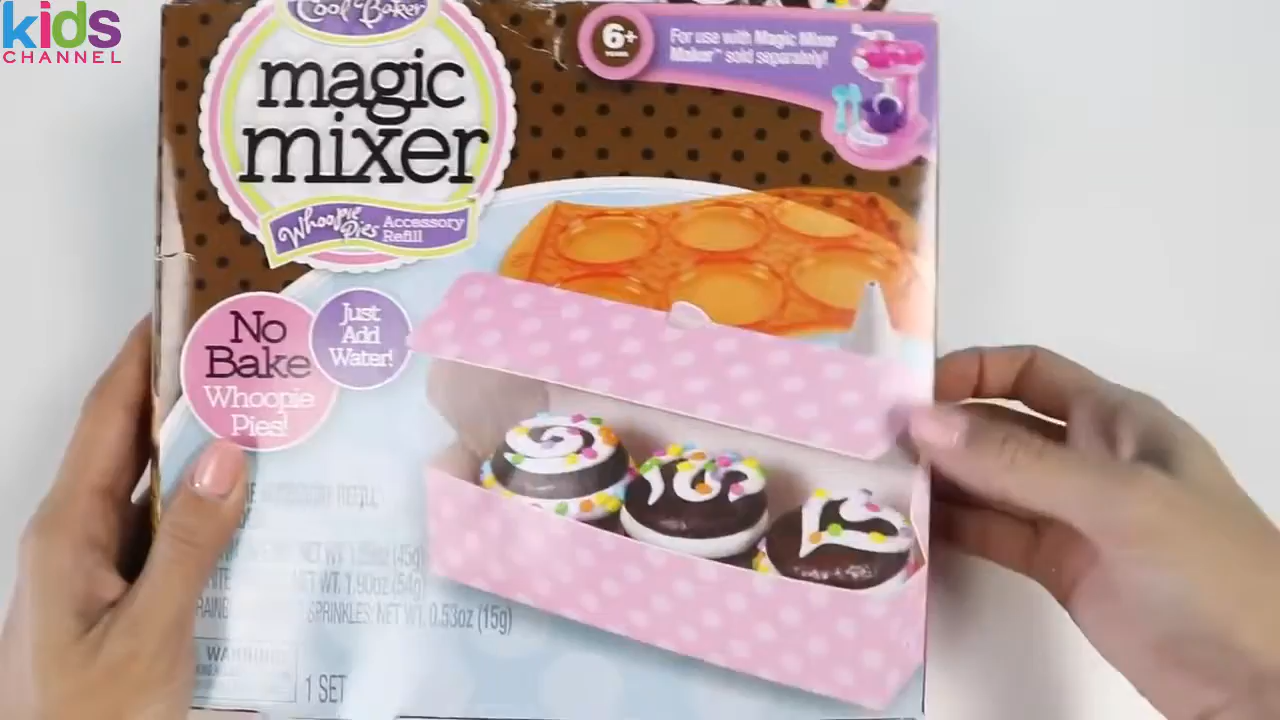 kids
CHANNEL
Cool Baker
magic
mixer
Whoopie
Pies
Accessory
Refill
6+
YEARS
For use with Magic Mixer
Maker™ sold separately!
No
Bake
Whoopie
Pies!
Just
Add
Water!
REFILL
NET WT. (45g)
NET WT. 1.90oz (54g)
SPRINKLES: NET WT. 0.53oz (15g)
WARNING
1 SET